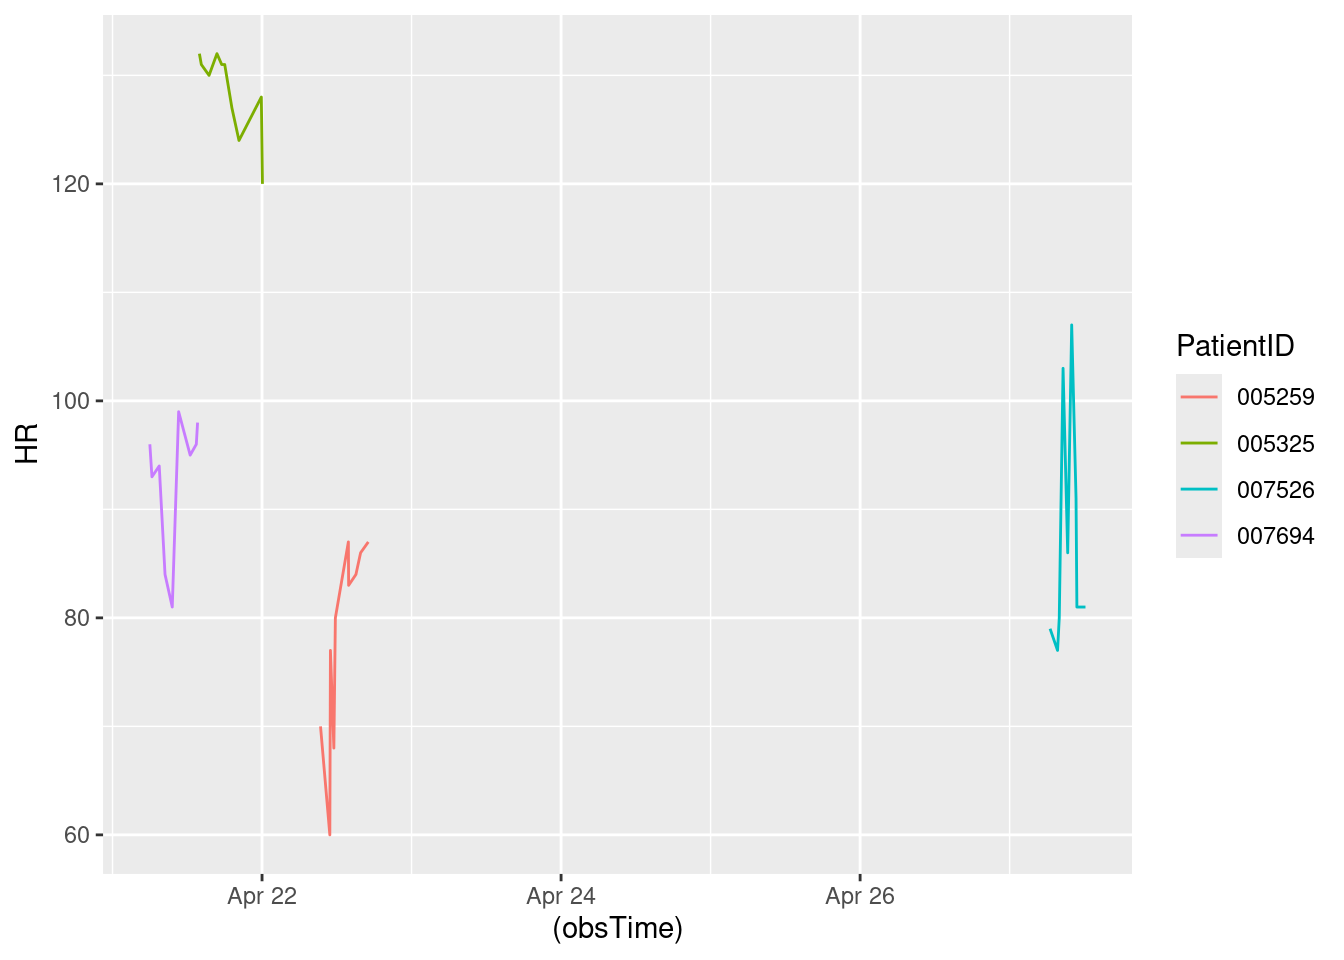 HR
120
100
80
60
Apr 22
Apr 24
Apr 26
(obsTime)
PatientID
005259
005325
007526
007694